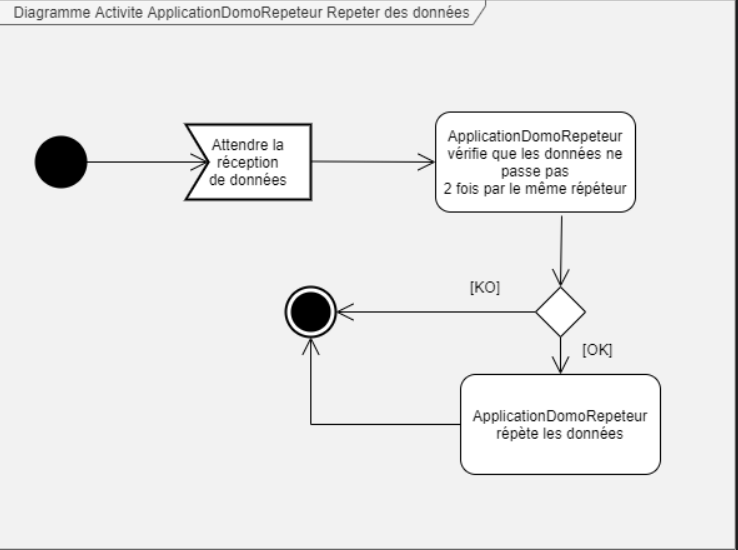 Diagramme Activite ApplicationDomoRepeteur Repeter des données
Attendre la
réception
de données
ApplicationDomoRepeteur
vérifie que les données ne
passe pas
2 fois par le même répéteur
[KO]
[OK]
ApplicationDomoRepeteur
répète les données